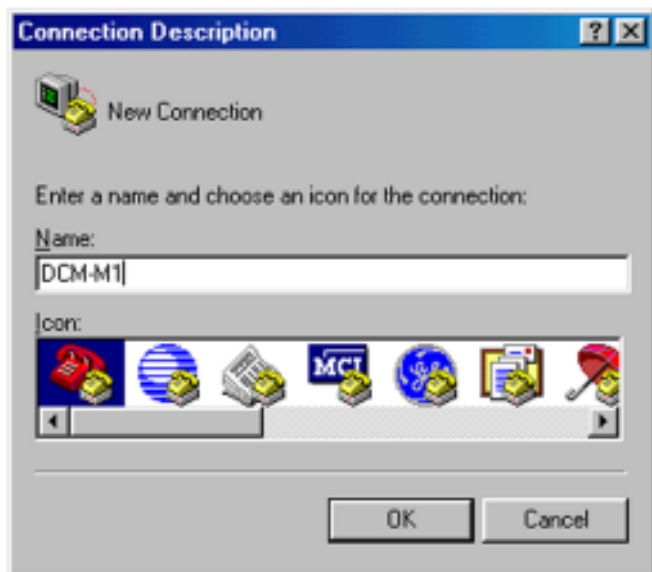 Connection Description
New Connection
Enter a name and choose an icon for the connection:
Name:
DCM-M1
Icon:
MCI
OK Cancel